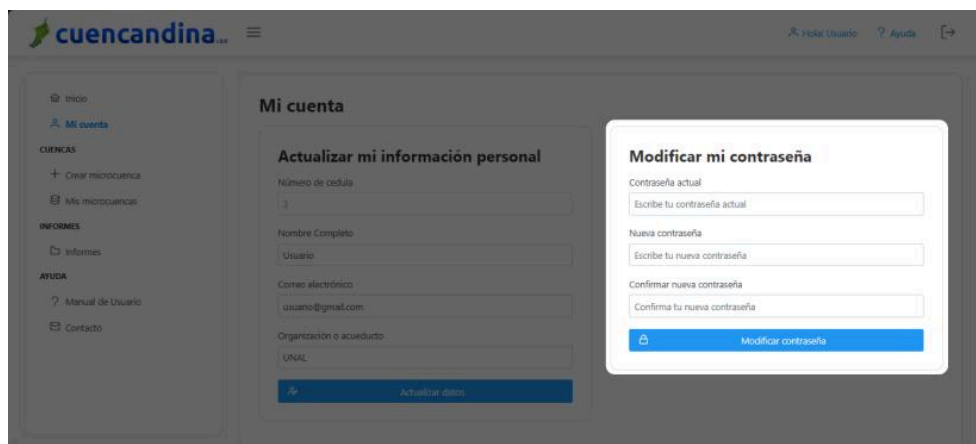 cuencandina
Hola! Usuario
Ayuda
Inicio
Mi cuenta
CUENCAS
Crear microcuenca
Mis microcuencas
INFORMES
Informes
AYUDA
? Manual de Usuario
Contacto
Mi cuenta
Actualizar mi información personal
Número de cedula
Nombre Completo
Usuario
Correo electrónico
usuario@gmail.com
Organización o acueducto
UNAL
Actualizar datos
Modificar mi contraseña
Contraseña actual
Escribe tu contraseña actual
Nueva contraseña
Escribe tu nueva contraseña
Confirmar nueva contraseña
Confirma tu nueva contraseña
Modificar contraseña